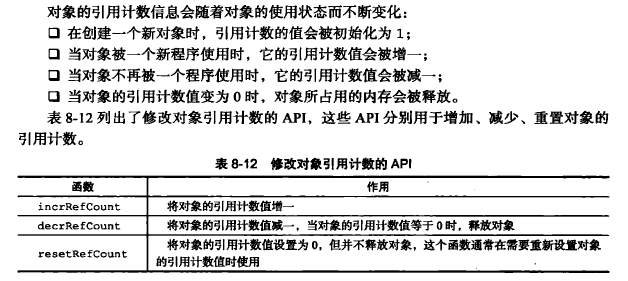 对象的引用计数信息会随着对象的使用状态而不断变化：
❑ 在创建一个新对象时，引用计数的值会被初始化为 1；
❑ 当对象被一个新程序使用时，它的引用计数值会被增一；
❑ 当对象不再被一个程序使用时，它的引用计数值会被减一；
❑ 当对象的引用计数值变为 0 时，对象所占用的内存会被释放。
表 8-12 列出了修改对象引用计数的 API，这些 API 分别用于增加、减少、重置对象的
引用计数。
表 8-12 修改对象引用计数的 API
函数 作用
incrRefCount 将对象的引用计数值增一
decrRefCount 将对象的引用计数值减一，当对象的引用计数值等于 0 时，释放对象
resetRefCount 将对象的引用计数值设置为 0，但并不释放对象，这个函数通常在需要重新设置对象
的引用计数值时使用